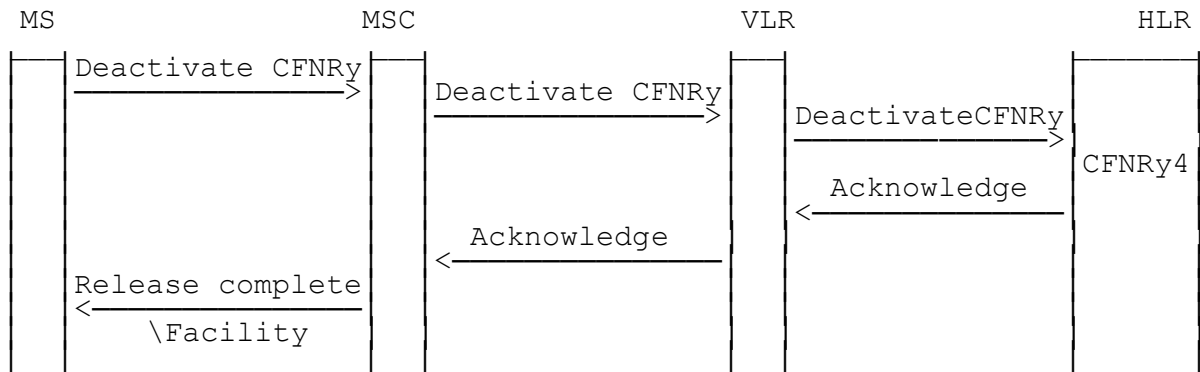 MS MSC VLR HLR
Deactivate CFNRy
Deactivate CFNRy
DeactivateCFNRy
CFNRy4
Acknowledge
Acknowledge
Release complete
\Facility